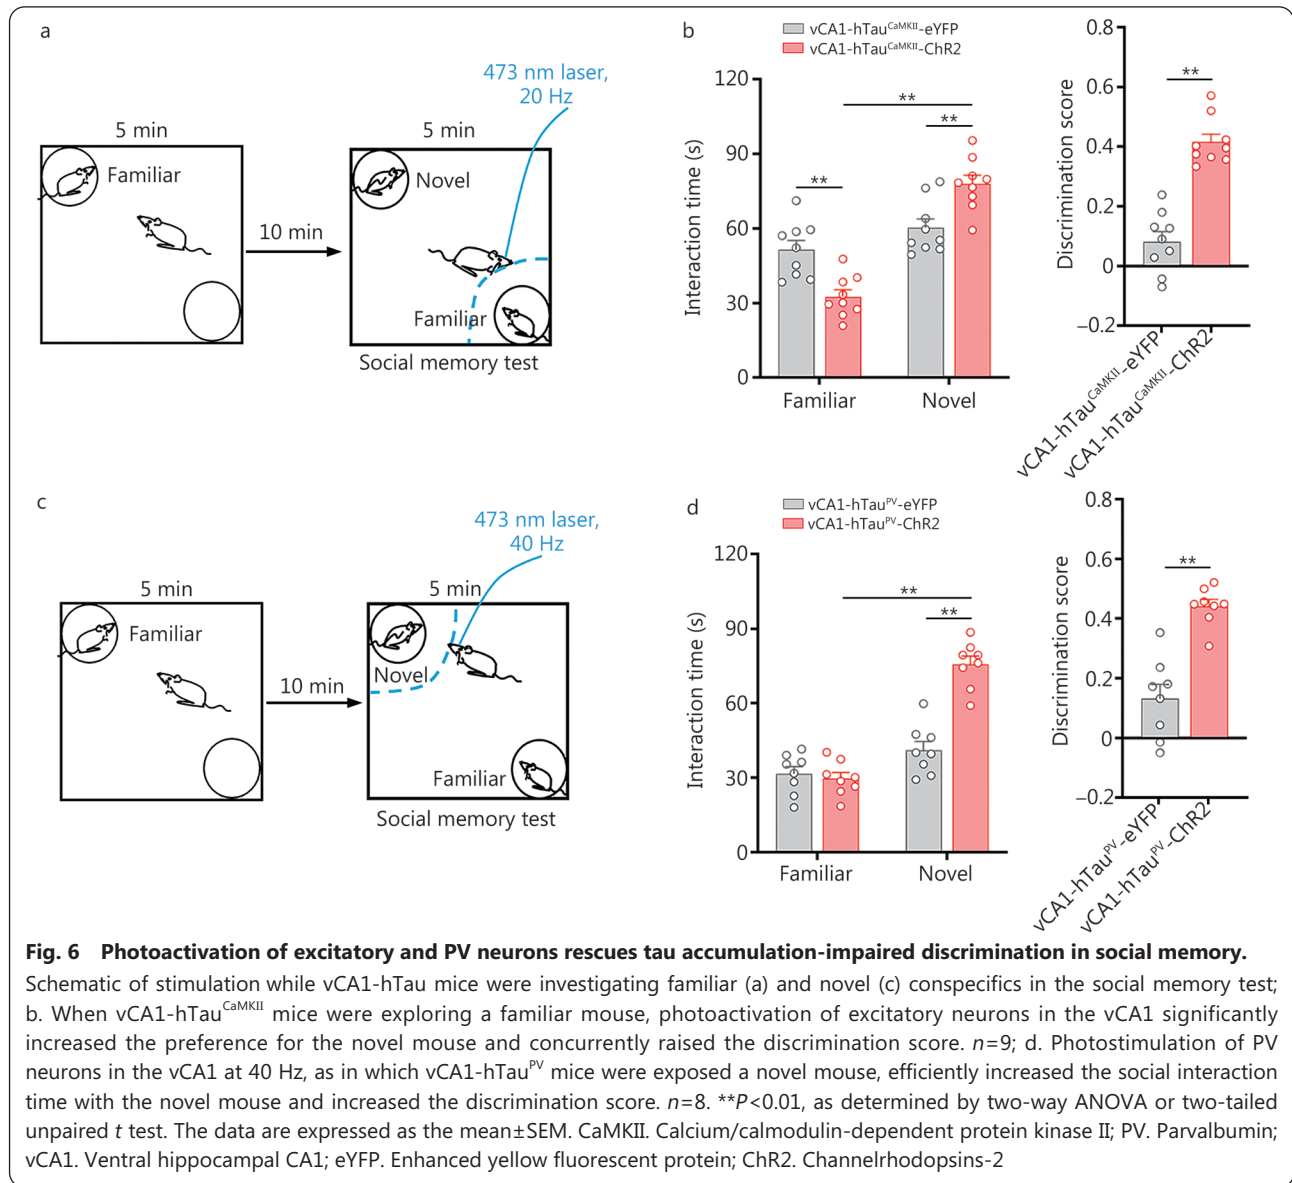 a
473 nm laser,
20 Hz
5 min
5 min
Familiar
Novel
10 min
Familiar
Social memory test
b
vCA1-hTau^CaMKII-eYFP
vCA1-hTau^CaMKII-ChR2
Interaction time (s)
120
90
60
30
0
**
**
**
Familiar
Novel
Discrimination score
0.8
0.6
0.4
0.2
0
−0.2
**
vCA1-hTau^CaMKII-eYFP
vCA1-hTau^CaMKII-ChR2
c
473 nm laser,
40 Hz
5 min
5 min
Familiar
Novel
10 min
Familiar
Social memory test
d
vCA1-hTau^PV-eYFP
vCA1-hTau^PV-ChR2
Interaction time (s)
120
90
60
30
0
**
**
Familiar
Novel
Discrimination score
0.8
0.6
0.4
0.2
0
−0.2
**
vCA1-hTau^PV-eYFP
vCA1-hTau^PV-ChR2
Fig. 6 Photoactivation of excitatory and PV neurons rescues tau accumulation-impaired discrimination in social memory.
Schematic of stimulation while vCA1-hTau mice were investigating familiar (a) and novel (c) conspecifics in the social memory test;
b. When vCA1-hTau^CaMKII mice were exploring a familiar mouse, photoactivation of excitatory neurons in the vCA1 significantly
increased the preference for the novel mouse and concurrently raised the discrimination score. n=9; d. Photostimulation of PV
neurons in the vCA1 at 40 Hz, as in which vCA1-hTau^PV mice were exposed a novel mouse, efficiently increased the social interaction
time with the novel mouse and increased the discrimination score. n=8. **P<0.01, as determined by two-way ANOVA or two-tailed
unpaired t test. The data are expressed as the mean±SEM. CaMKII. Calcium/calmodulin-dependent protein kinase II; PV. Parvalbumin;
vCA1. Ventral hippocampal CA1; eYFP. Enhanced yellow fluorescent protein; ChR2. Channelrhodopsins-2